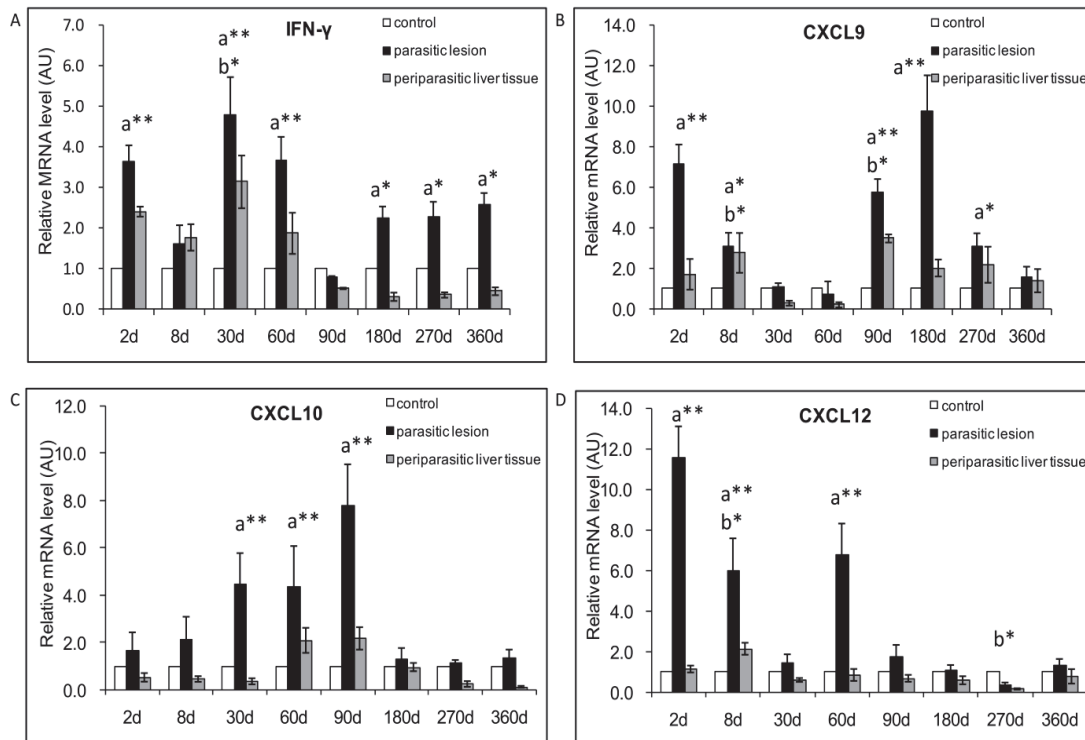 A
IFN-γ
control
parasitic lesion
periparasitic liver tissue
Relative MRNA level (AU)
7.0
6.0
5.0
4.0
3.0
2.0
1.0
0.0
a**
a**
b*
a**
a*
a*
a*
2d 8d 30d 60d 90d 180d 270d 360d
B
CXCL9
control
parasitic lesion
periparasitic liver tissue
Relative mRNA level (AU)
14.0
12.0
10.0
8.0
6.0
4.0
2.0
0.0
a**
a*
b*
a**
b*
a**
a*
2d 8d 30d 60d 90d 180d 270d 360d
C
CXCL10
control
parasitic lesion
periparasitic liver tissue
Relative mRNA level (AU)
12.0
10.0
8.0
6.0
4.0
2.0
0.0
a**
a**
a**
2d 8d 30d 60d 90d 180d 270d 360d
D
CXCL12
control
parasitic lesion
periparasitic liver tissue
Relative mRNA level (AU)
14.0
12.0
10.0
8.0
6.0
4.0
2.0
0.0
a**
a**
b*
a**
b*
2d 8d 30d 60d 90d 180d 270d 360d